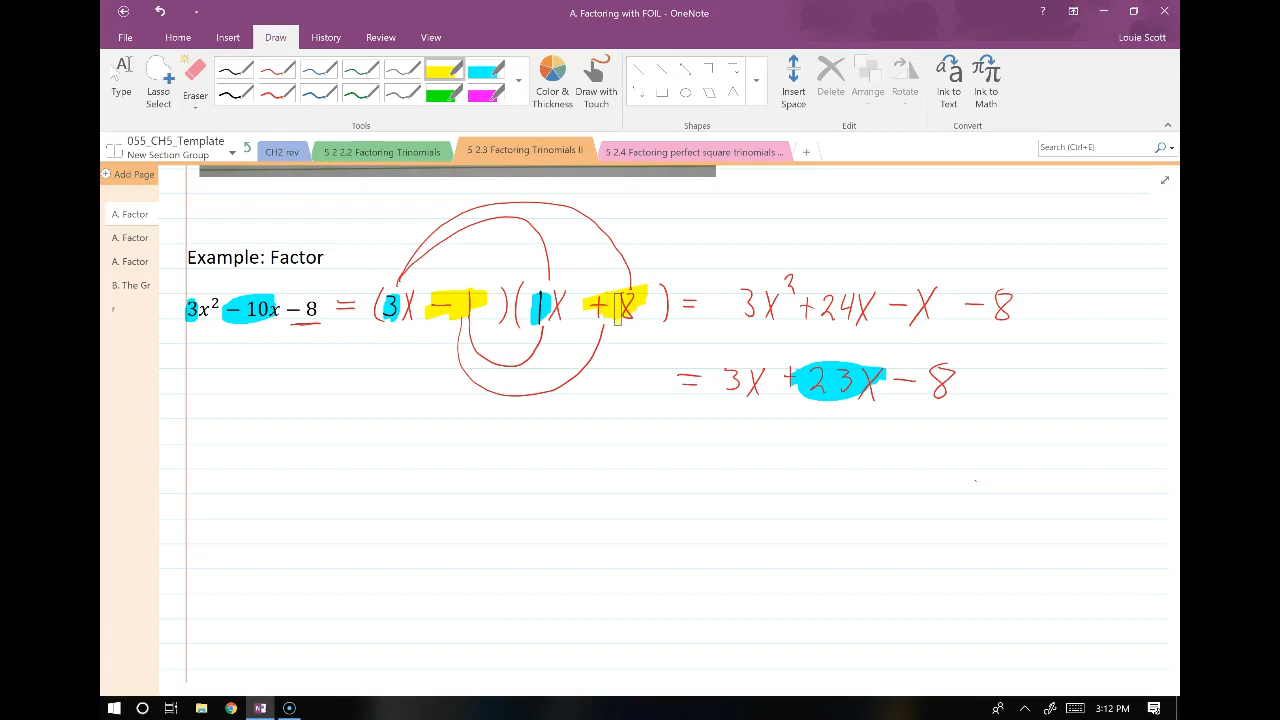 A. Factoring with FOIL - OneNote
?
File Home Insert Draw History Review View Louie Scott
Type Lasso Select Eraser Color & Thickness Draw with Touch Insert Space Delete Arrange Rotate Ink to Text Ink to Math
Tools Shapes Edit Convert
055_CH5_Template
New Section Group
CH2 rev 5 2 2.2 Factoring Trinomials 5 2.3 Factoring Trinomials II 5 2.4 Factoring perfect square trinomials ... + Search (Ctrl+E)
Add Page
A. Factor
A. Factor
A. Factor
B. The Gr
r
Example: Factor
3x² − 10x − 8 = (3x − 1)(1x + 8) = 3x² + 24x − x − 8
= 3x + 23x − 8
3:12 PM